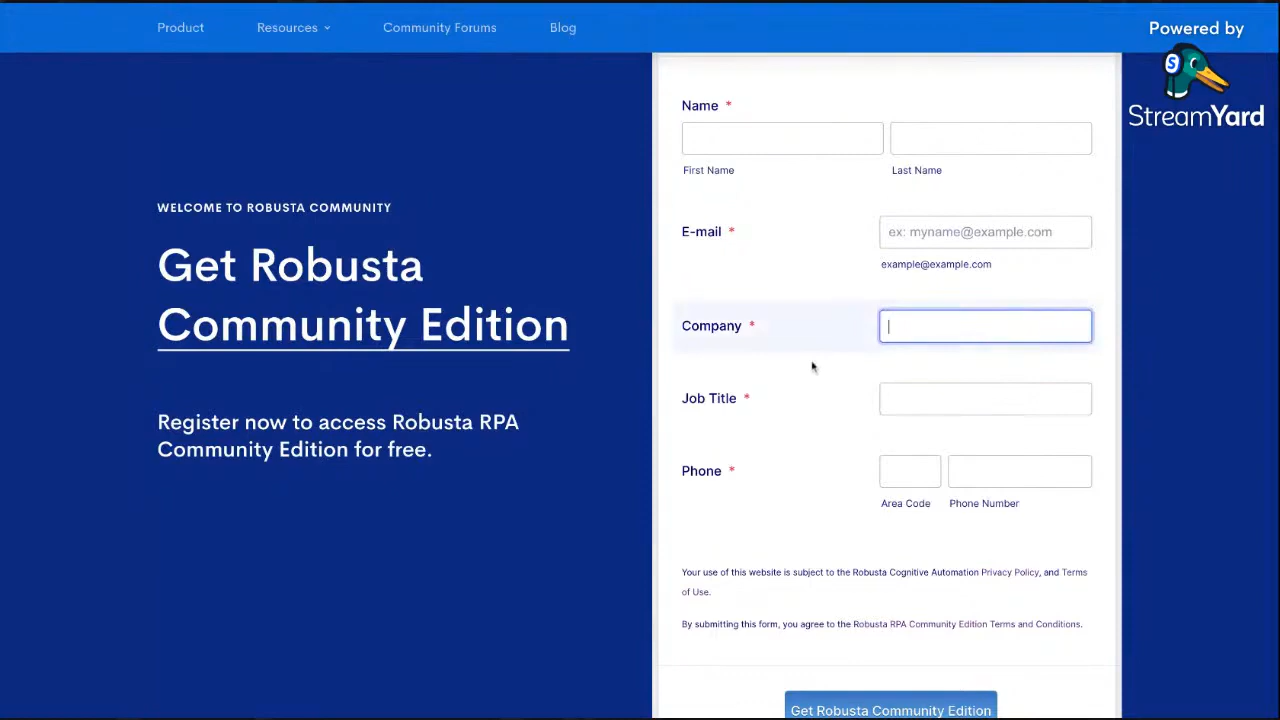 Product Resources Community Forums Blog
Powered by
StreamYard
WELCOME TO ROBUSTA COMMUNITY
Get Robusta
Community Edition
Register now to access Robusta RPA
Community Edition for free.
Name *
First Name Last Name
E-mail * ex: myname@example.com
example@example.com
Company *
Job Title *
Phone *
Area Code Phone Number
Your use of this website is subject to the Robusta Cognitive Automation Privacy Policy, and Terms
of Use.
By submitting this form, you agree to the Robusta RPA Community Edition Terms and Conditions.
Get Robusta Community Edition